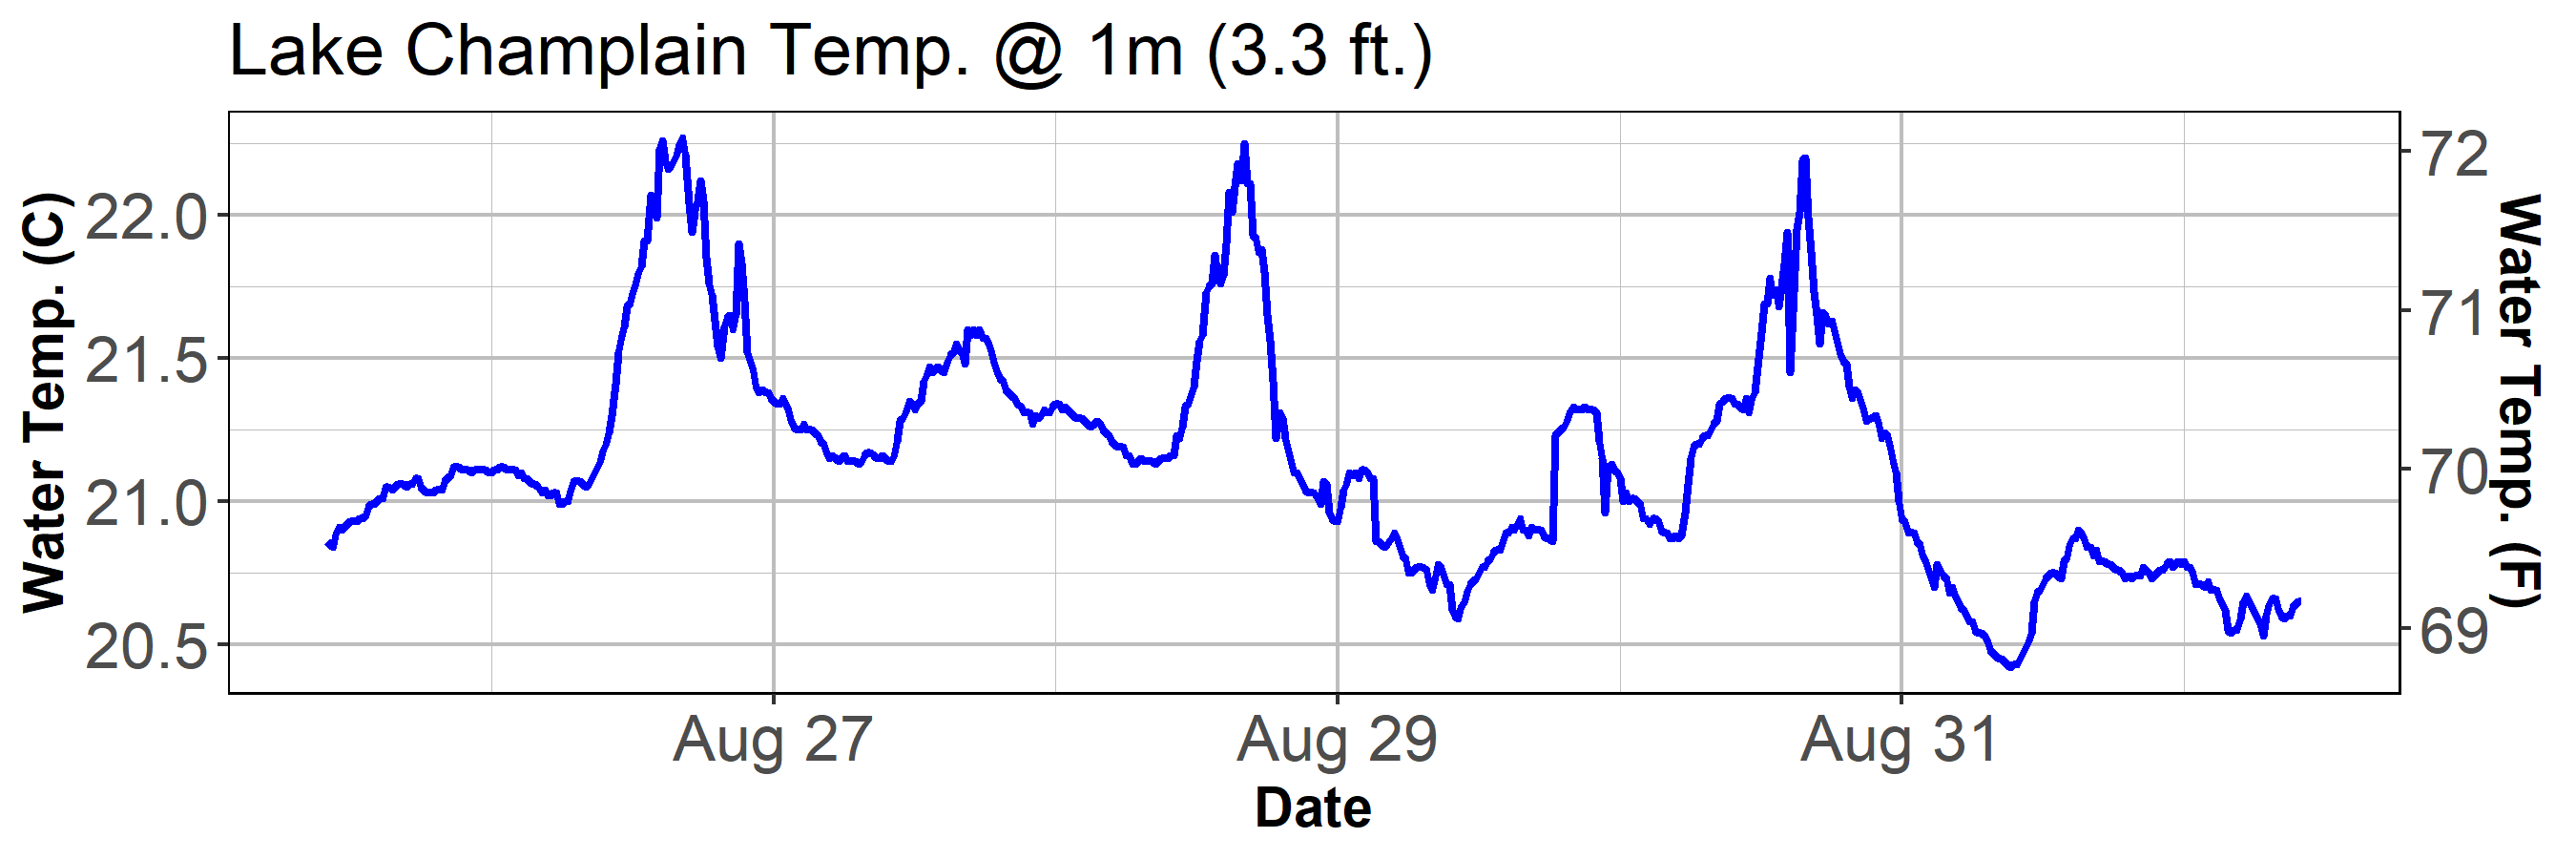 Lake Champlain Temp. @ 1m (3.3 ft.)
Water Temp. (C)
22.0
21.5
21.0
20.5
72
71
70
69
Water Temp. (F)
Aug 27
Aug 29
Aug 31
Date